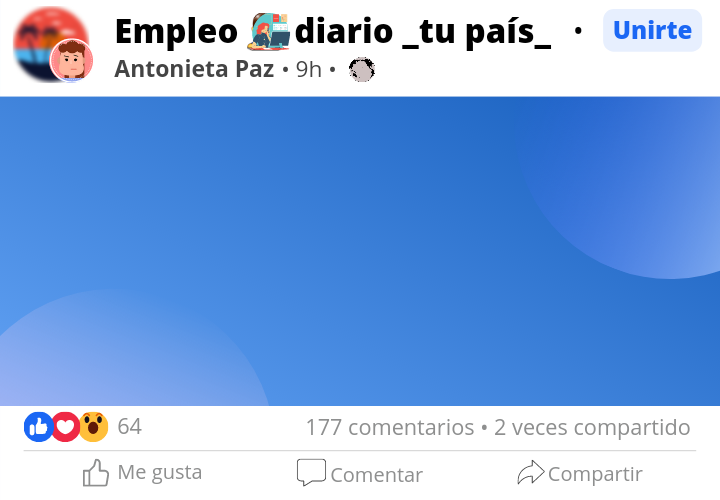 Empleo diario _tu país_ · Unirte
Antonieta Paz • 9h •
64 177 comentarios • 2 veces compartido
Me gusta Comentar Compartir